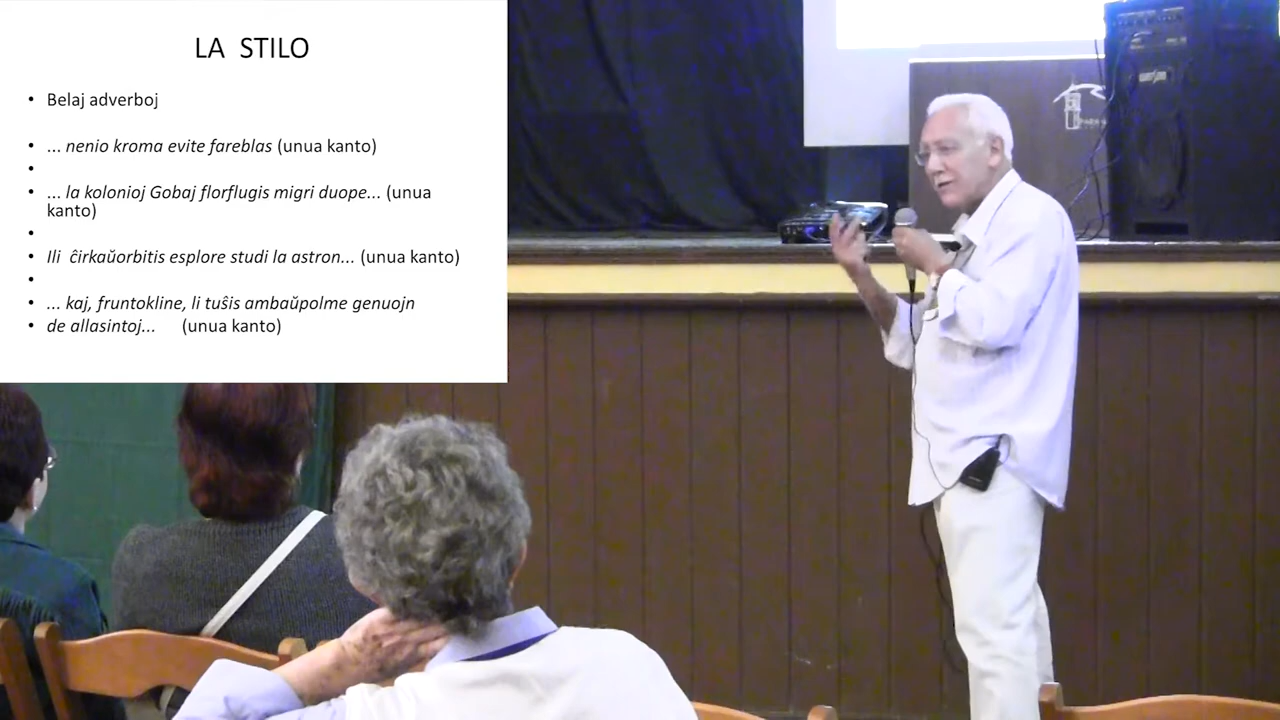 LA STILO
• Belaj adverboj
• ... nenio kroma evite fareblas (unua kanto)
•
• ... la kolonioj Gobaj florflugis migri duope... (unua
kanto)
•
• Ili ĉirkaŭorbitis esplore studi la astron... (unua kanto)
•
• ... kaj, fruntokline, li tuŝis ambaŭpolme genuojn
• de allasintoj... (unua kanto)